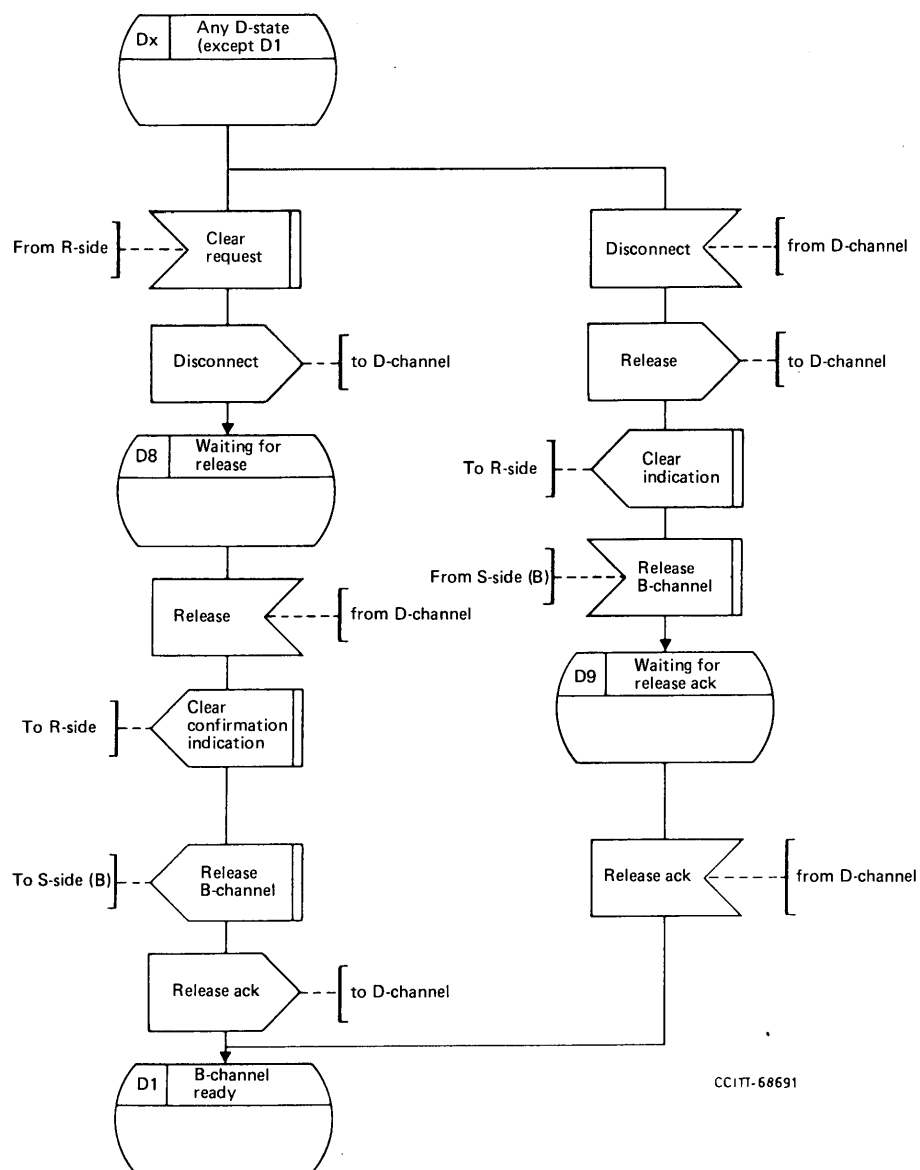 Dx
Any D-state
(except D1
From R-side
Clear
request
Disconnect
from D-channel
Disconnect
to D-channel
Release
to D-channel
D8
Waiting for
release
To R-side
Clear
indication
From S-side (B)
Release
B-channel
Release
from D-channel
D9
Waiting for
release ack
To R-side
Clear
confirmation
indication
To S-side (B)
Release
B-channel
Release ack
from D-channel
Release ack
to D-channel
D1
B-channel
ready
CCITT-68691